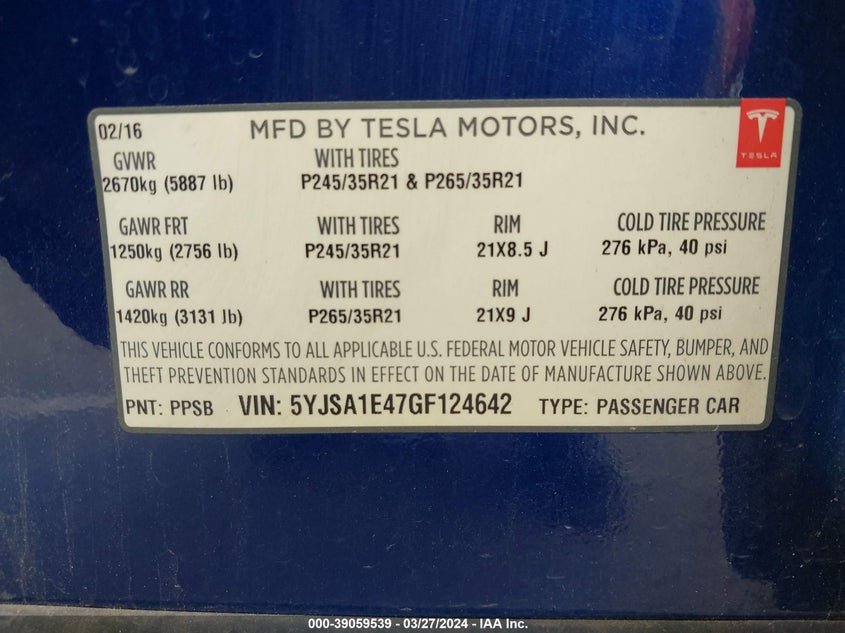 02/16 MFD BY TESLA MOTORS, INC.
TESLA
GVWR WITH TIRES
2670kg (5887 lb) P245/35R21 & P265/35R21
GAWR FRT WITH TIRES RIM COLD TIRE PRESSURE
1250kg (2756 lb) P245/35R21 21X8.5 J 276 kPa, 40 psi
GAWR RR WITH TIRES RIM COLD TIRE PRESSURE
1420kg (3131 lb) P265/35R21 21X9 J 276 kPa, 40 psi
THIS VEHICLE CONFORMS TO ALL APPLICABLE U.S. FEDERAL MOTOR VEHICLE SAFETY, BUMPER, AND
THEFT PREVENTION STANDARDS IN EFFECT ON THE DATE OF MANUFACTURE SHOWN ABOVE.
PNT: PPSB VIN: 5YJSA1E47GF124642 TYPE: PASSENGER CAR
000-39059539 - 03/27/2024 - IAA Inc.